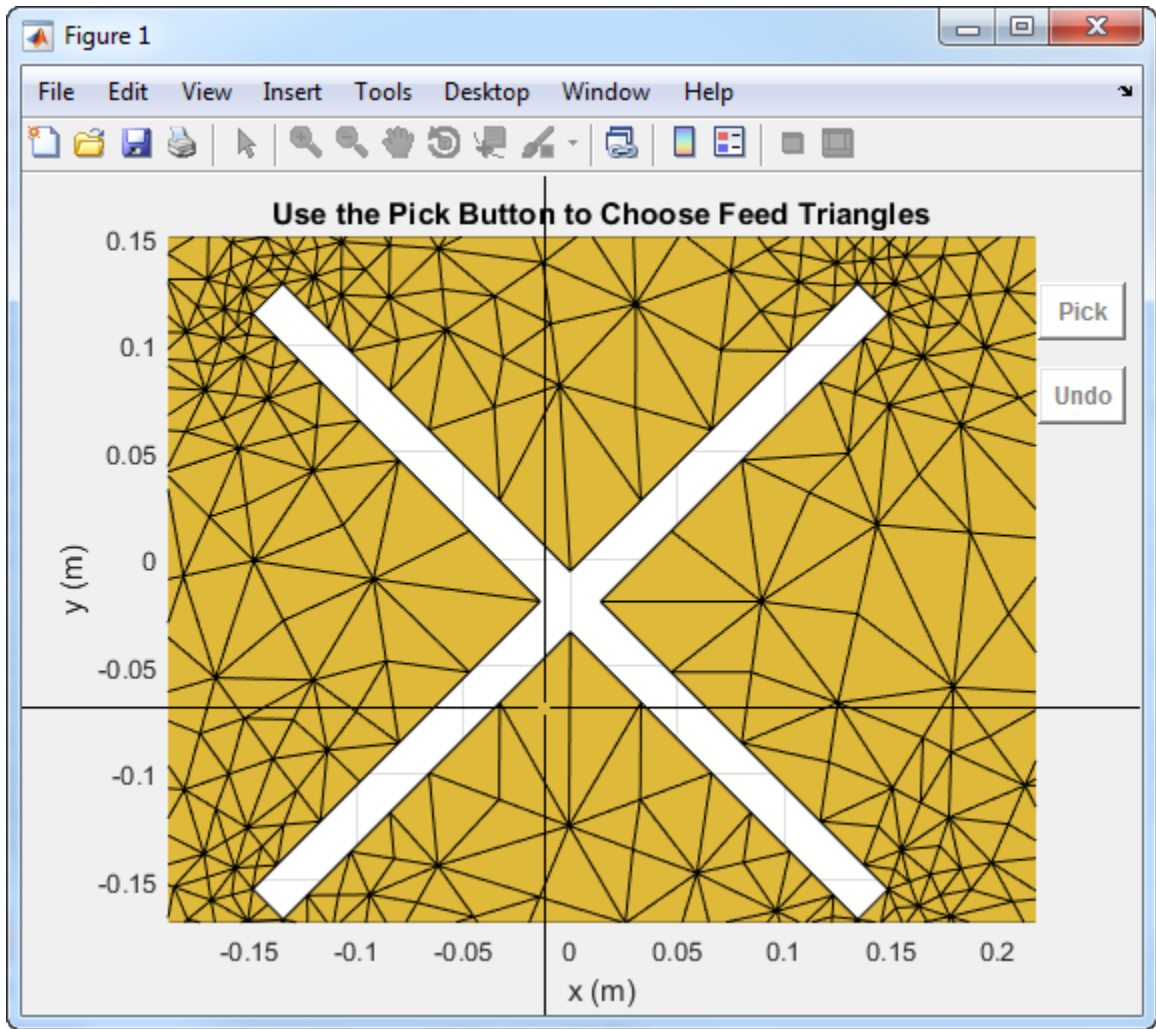 Figure 1
File Edit View Insert Tools Desktop Window Help
Use the Pick Button to Choose Feed Triangles
0.15
0.1
0.05
0
-0.05
-0.1
-0.15
y (m)
Pick
Undo
-0.15 -0.1 -0.05 0 0.05 0.1 0.15 0.2
x (m)